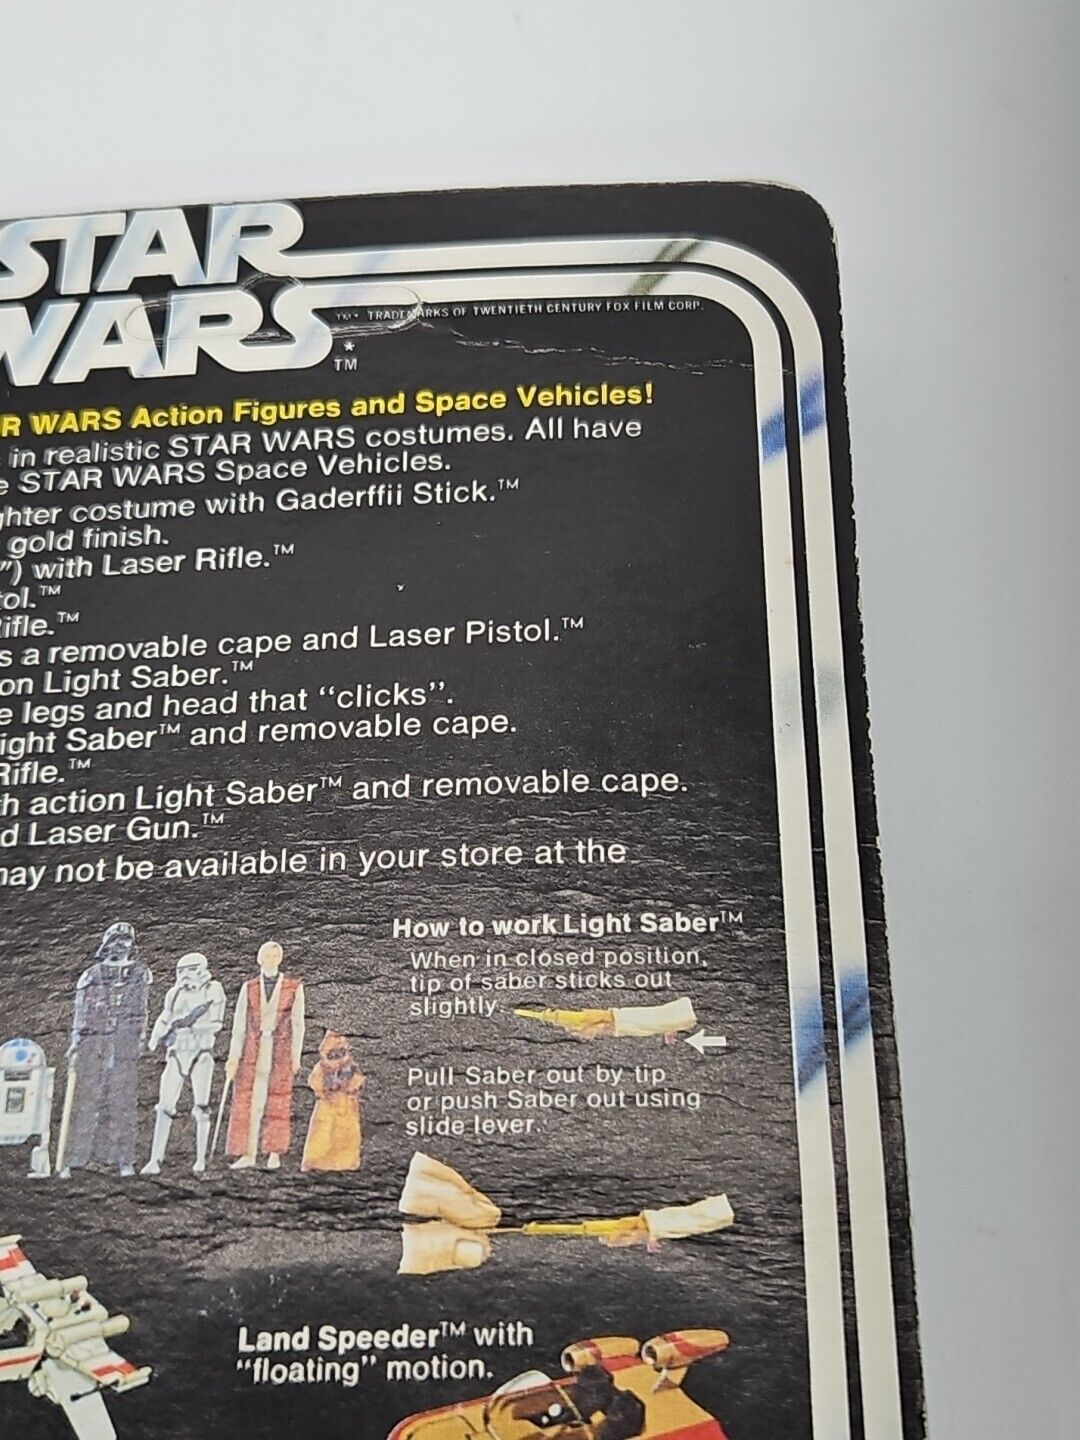 STAR
WARS
™* TRADEMARKS OF TWENTIETH CENTURY FOX FILM CORP.
*
TM
R WARS Action Figures and Space Vehicles!
in realistic STAR WARS costumes. All have
e STAR WARS Space Vehicles.
ghter costume with Gaderffii Stick.™
gold finish.
") with Laser Rifle.™
tol.™
ifle.™
s a removable cape and Laser Pistol.™
on Light Saber.™
e legs and head that "clicks".
ight Saber™ and removable cape.
Rifle.™
h action Light Saber™ and removable cape.
d Laser Gun.™
may not be available in your store at the
How to work Light Saber™
When in closed position,
tip of saber sticks out
slightly.
Pull Saber out by tip
or push Saber out using
slide lever.
Land Speeder™ with
"floating" motion.